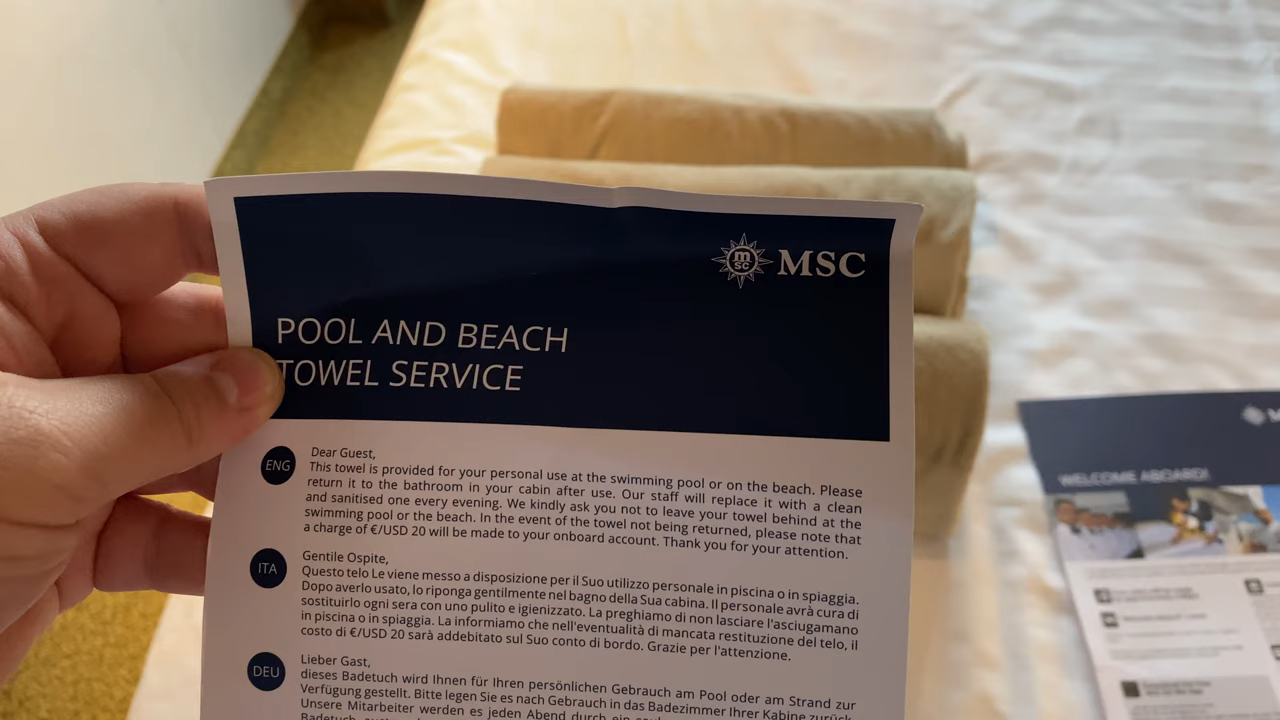 msc MSC
POOL AND BEACH
TOWEL SERVICE
ENG
Dear Guest,
This towel is provided for your personal use at the swimming pool or on the beach. Please
return it to the bathroom in your cabin after use. Our staff will replace it with a clean
and sanitised one every evening. We kindly ask you not to leave your towel behind at the
swimming pool or the beach. In the event of the towel not being returned, please note that
a charge of €/USD 20 will be made to your onboard account. Thank you for your attention.
ITA
Gentile Ospite,
Questo telo Le viene messo a disposizione per il Suo utilizzo personale in piscina o in spiaggia.
Dopo averlo usato, lo riponga gentilmente nel bagno della Sua cabina. Il personale avrà cura di
sostituirlo ogni sera con uno pulito e igienizzato. La preghiamo di non lasciare l'asciugamano
in piscina o in spiaggia. La informiamo che nell'eventualità di mancata restituzione del telo, il
costo di €/USD 20 sarà addebitato sul Suo conto di bordo. Grazie per l'attenzione.
DEU
Lieber Gast,
dieses Badetuch wird Ihnen für Ihren persönlichen Gebrauch am Pool oder am Strand zur
Verfügung gestellt. Bitte legen Sie es nach Gebrauch in das Badezimmer Ihrer Kabine zurück.
Unsere Mitarbeiter werden es jeden Abend durch ein
WELCOME ABOARD!